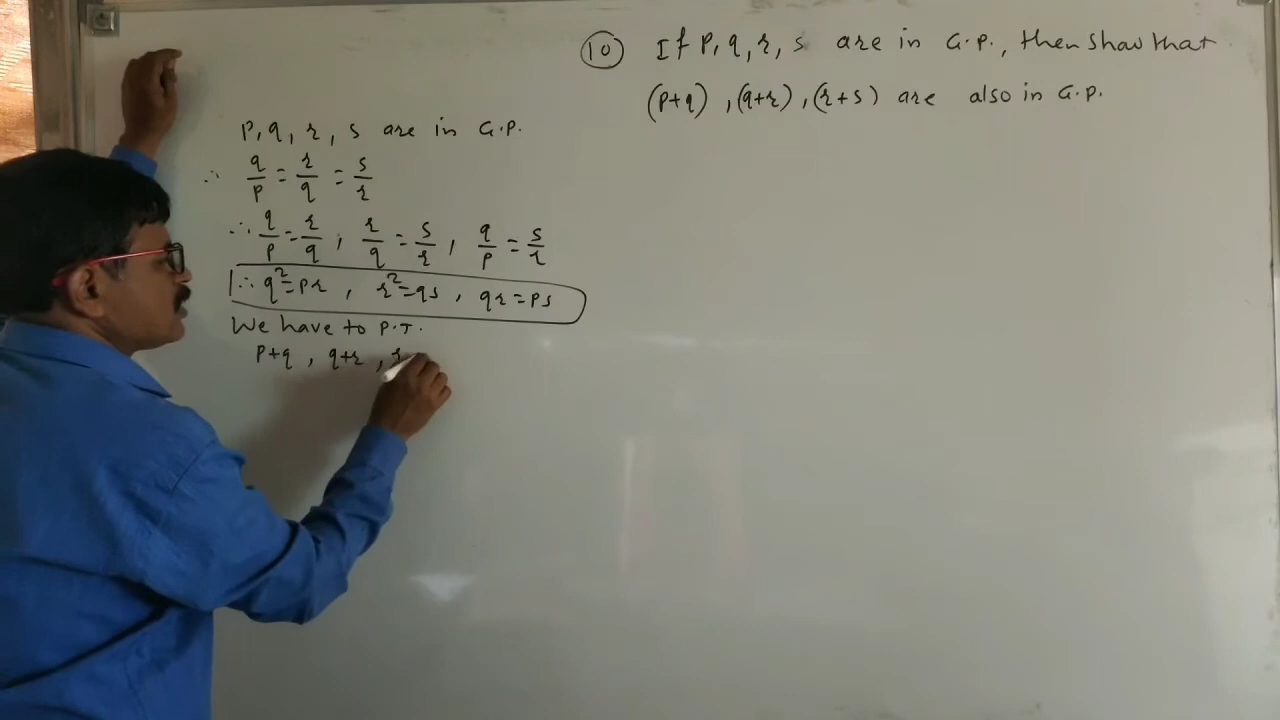 (10) If p, q, r, s are in G.P., then show that
(p+q), (q+r), (r+s) are also in G.P.
p, q, r, s are in G.P.
∴ q/p = r/q = s/r
∴ q/p = r/q, r/q = s/r, q/p = s/r
∴ q² = pr, r² = qs, qr = ps
We have to P.T.
p+q, q+r, r